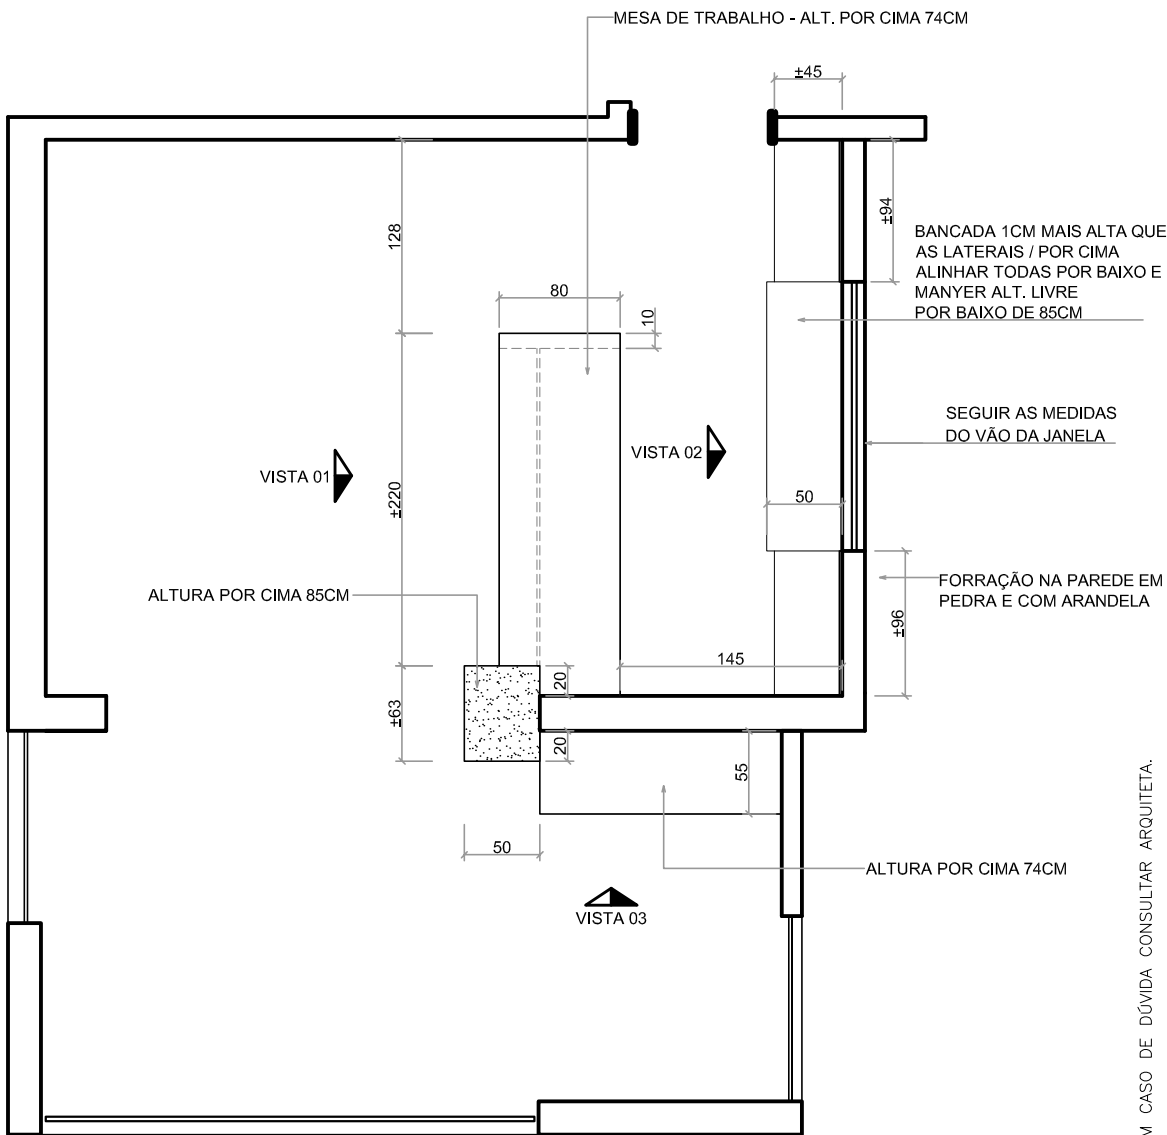 MESA DE TRABALHO - ALT. POR CIMA 74CM
±45
128
±94
BANCADA 1CM MAIS ALTA QUE
AS LATERAIS / POR CIMA
ALINHAR TODAS POR BAIXO E
MANYER ALT. LIVRE
POR BAIXO DE 85CM
80
10
SEGUIR AS MEDIDAS
DO VÃO DA JANELA
VISTA 01
VISTA 02
±220
50
ALTURA POR CIMA 85CM
FORRAÇÃO NA PAREDE EM
PEDRA E COM ARANDELA
±96
145
20
±63
20
55
50
ALTURA POR CIMA 74CM
VISTA 03
M CASO DE DÚVIDA CONSULTAR ARQUITETA.